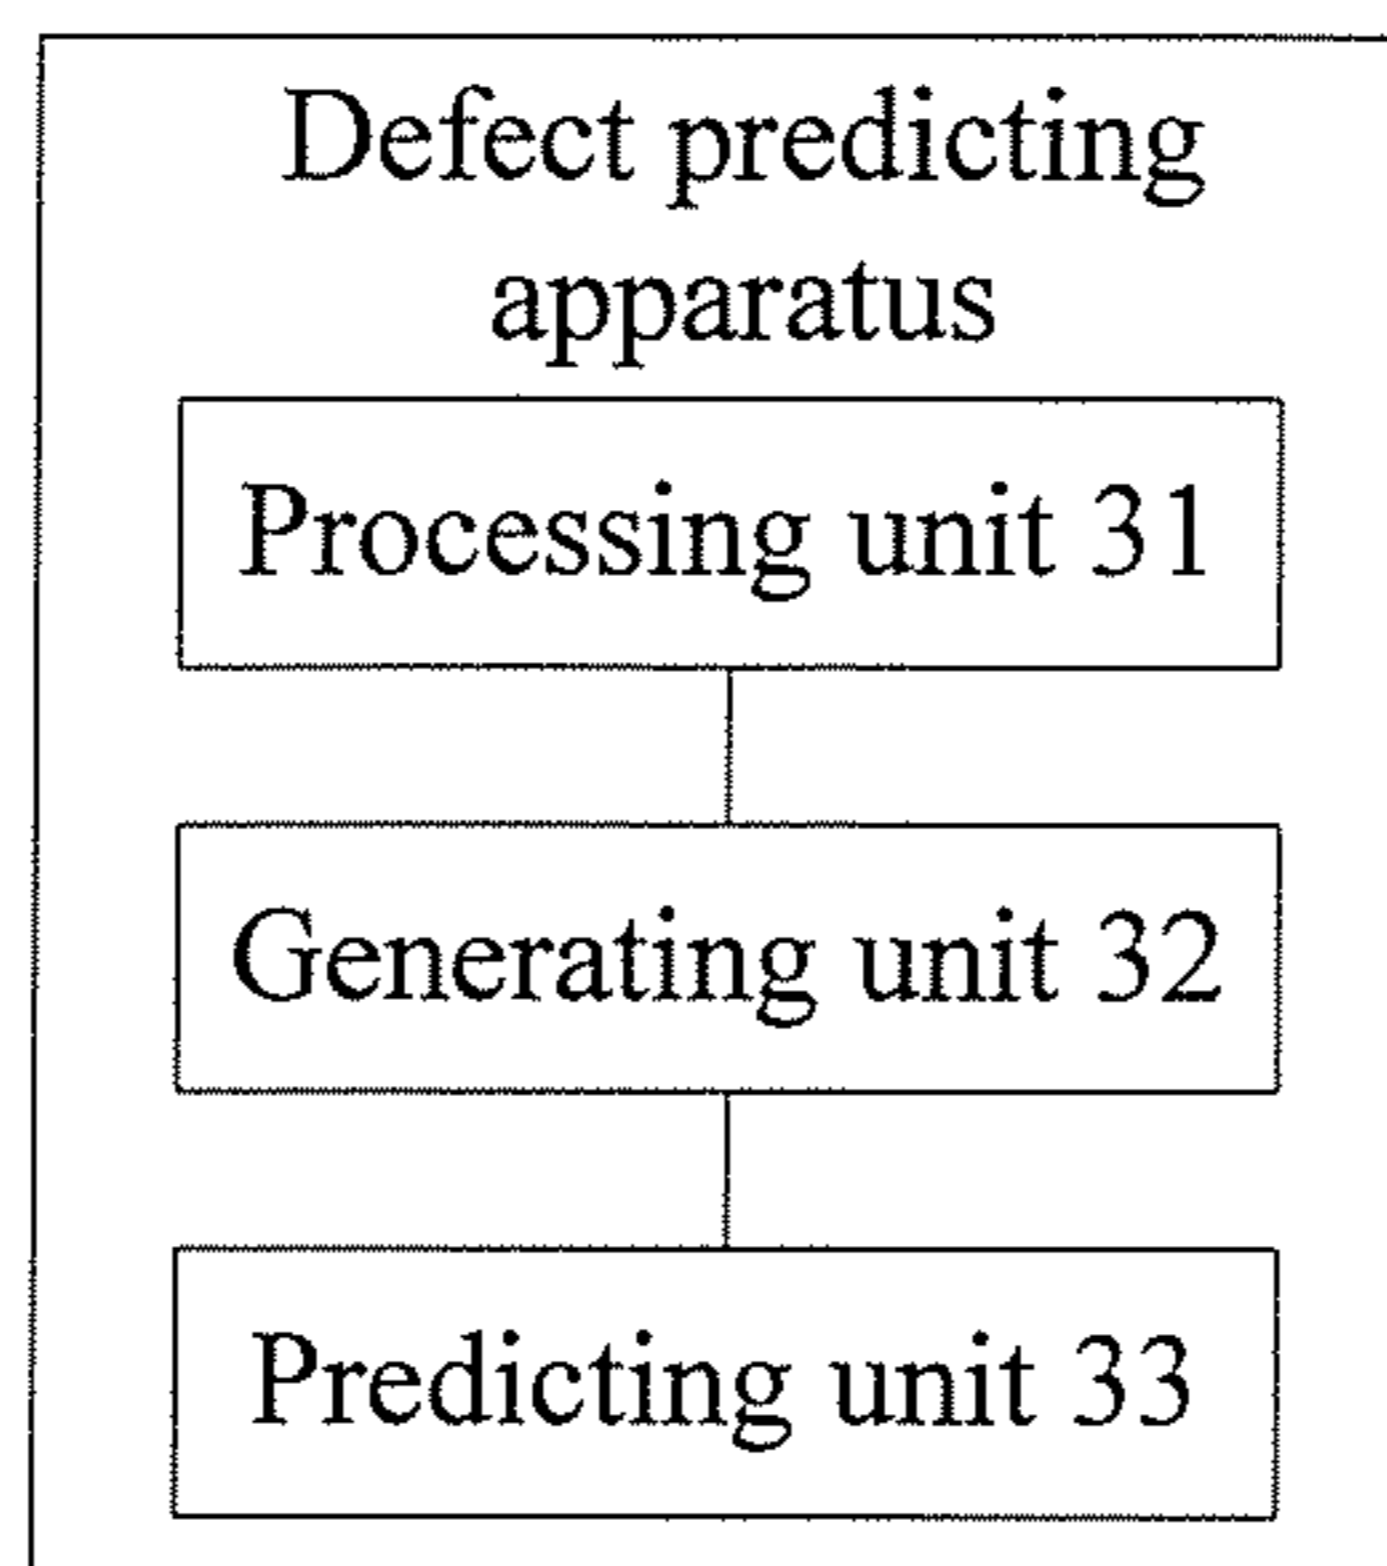 Defect predicting
apparatus
Processing unit 31
Generating unit 32
Predicting unit 33